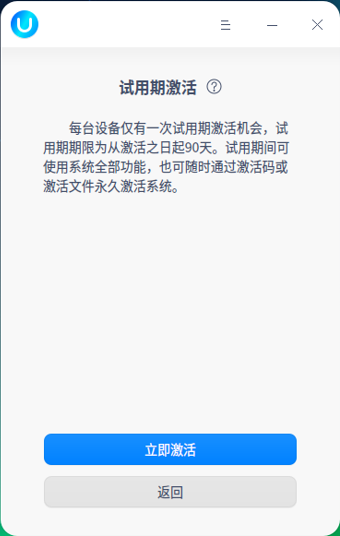 试用期激活
每台设备仅有一次试用期激活机会，试
用期期限为从激活之日起90天。试用期间可
使用系统全部功能，也可随时通过激活码或
激活文件永久激活系统。
立即激活
返回